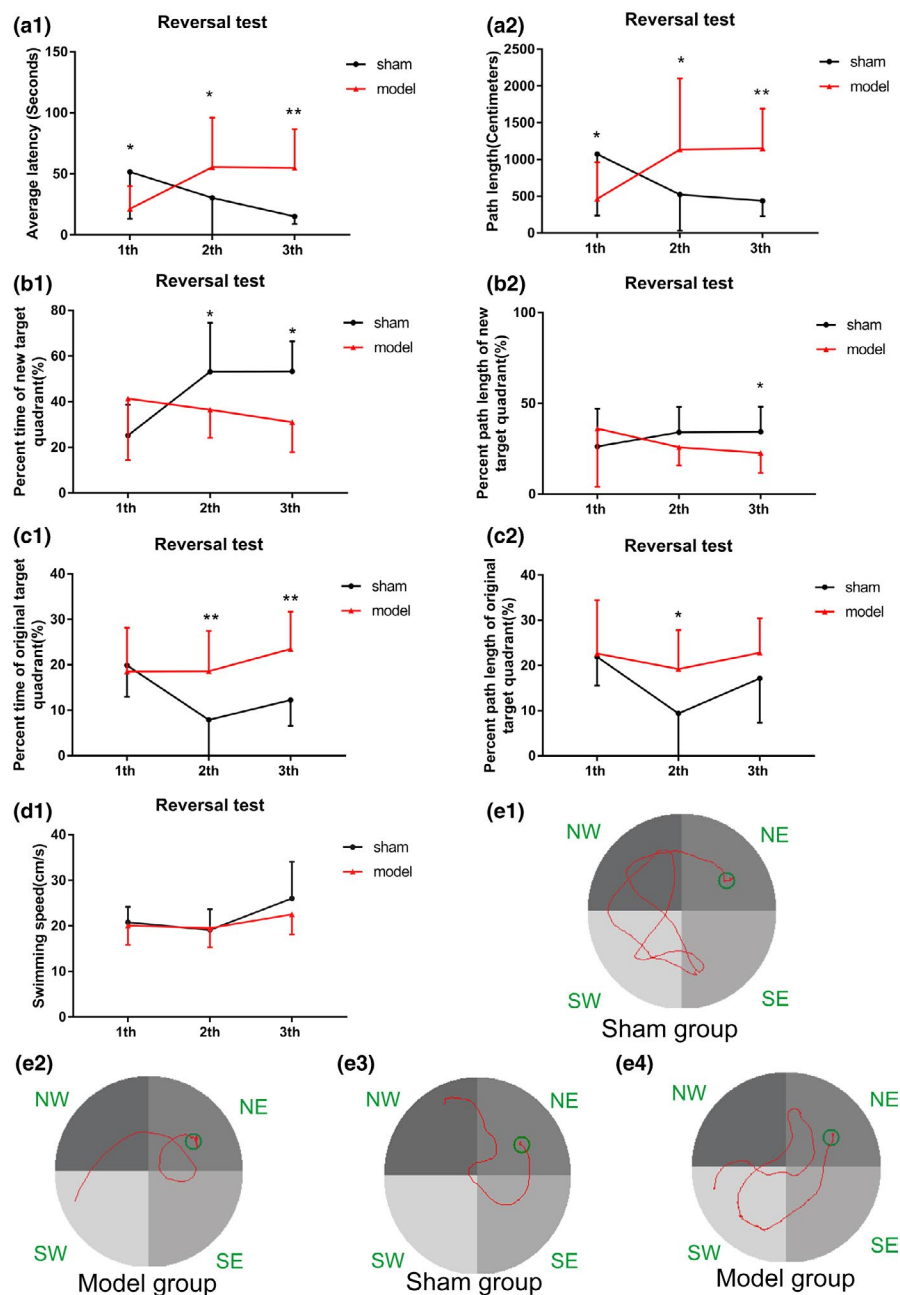 (a1)
Reversal test
Average latency (Seconds)
150
100
50
0
1th 2th 3th
* * **
sham
model
(a2)
Reversal test
Path length(Centimeters)
2500
2000
1500
1000
500
0
1th 2th 3th
* * **
sham
model
(b1)
Reversal test
Percent time of new target
quadrant(%)
80
60
40
20
0
1th 2th 3th
* *
sham
model
(b2)
Reversal test
Percent path length of new
target quadrant(%)
100
50
0
1th 2th 3th
*
sham
model
(c1)
Reversal test
Percent time of original target
quadrant(%)
40
30
20
10
0
1th 2th 3th
** **
sham
model
(c2)
Reversal test
Percent path length of original
target quadrant(%)
40
30
20
10
0
1th 2th 3th
*
sham
model
(d1)
Reversal test
Swimming speed(cm/s)
40
30
20
10
0
1th 2th 3th
sham
model
(e1)
NW NE
SW SE
Sham group
(e2)
NW NE
SW SE
Model group
(e3)
NW NE
SW SE
Sham group
(e4)
NW NE
SW SE
Model group